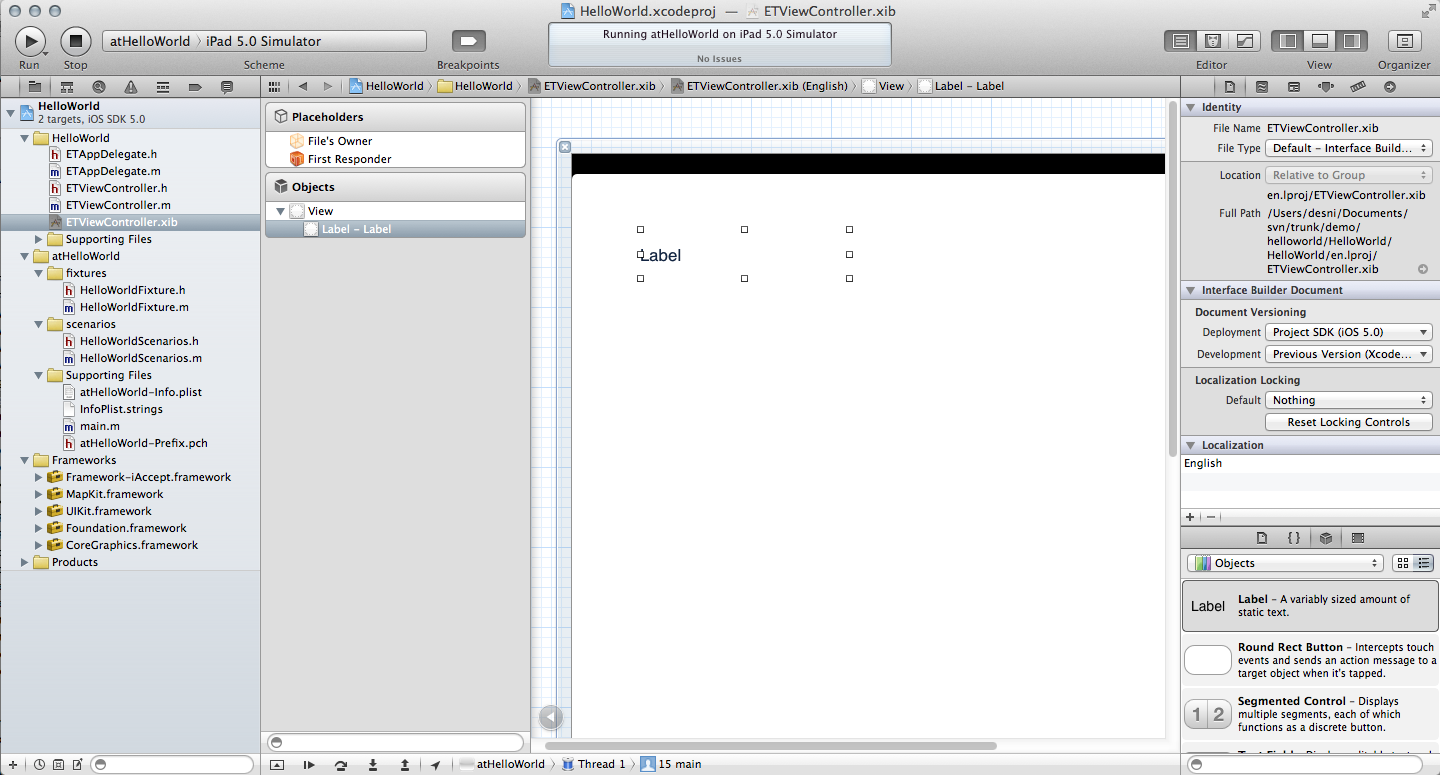 HelloWorld.xcodeproj — ETViewController.xib
atHelloWorld 〉 iPad 5.0 Simulator
Running atHelloWorld on iPad 5.0 Simulator
No Issues
Run Stop Scheme Breakpoints Editor View Organizer
HelloWorld 〉 HelloWorld 〉 ETViewController.xib 〉 ETViewController.xib (English) 〉 View 〉 Label - Label
HelloWorld
2 targets, iOS SDK 5.0
HelloWorld
ETAppDelegate.h
ETAppDelegate.m
ETViewController.h
ETViewController.m
ETViewController.xib
Supporting Files
atHelloWorld
fixtures
HelloWorldFixture.h
HelloWorldFixture.m
scenarios
HelloWorldScenarios.h
HelloWorldScenarios.m
Supporting Files
atHelloWorld-Info.plist
InfoPlist.strings
main.m
atHelloWorld-Prefix.pch
Frameworks
Framework-iAccept.framework
MapKit.framework
UIKit.framework
Foundation.framework
CoreGraphics.framework
Products
Placeholders
File's Owner
First Responder
Objects
View
Label - Label
Label
Identity
File Name ETViewController.xib
File Type Default - Interface Build...
Location Relative to Group
en.lproj/ETViewController.xib
Full Path /Users/desni/Documents/
svn/trunk/demo/
helloworld/HelloWorld/
HelloWorld/en.lproj/
ETViewController.xib
Interface Builder Document
Document Versioning
Deployment Project SDK (iOS 5.0)
Development Previous Version (Xcode...
Localization Locking
Default Nothing
Reset Locking Controls
Localization
English
Objects
Label
Label - A variably sized amount of
static text.
Round Rect Button - Intercepts touch
events and sends an action message to a
target object when it's tapped.
1 2
Segmented Control - Displays
multiple segments, each of which
functions as a discrete button.
atHelloWorld 〉 Thread 1 〉 15 main